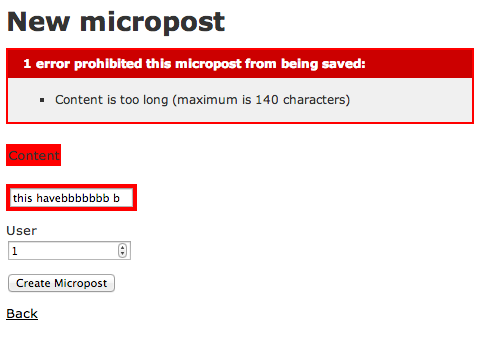 New micropost
1 error prohibited this micropost from being saved:
Content is too long (maximum is 140 characters)
Content
this havebbbbbbb b
User
1
Create Micropost
Back